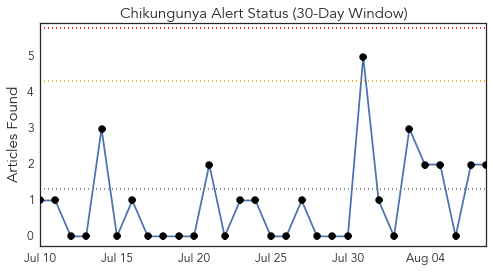 Chikungunya Alert Status (30-Day Window)
Articles Found
5
4
3
2
1
0
Jul 10
Jul 15
Jul 20
Jul 25
Jul 30
Aug 04